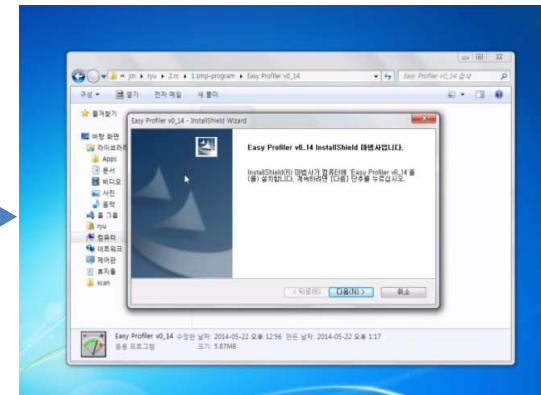 « jm ▸ ryu ▸ 2.rc ▸ 1.smp-program ▸ Easy Profiler v0_14
Easy Profiler v0_14 검색
구성 ▾ 열기 전자 메일 새 폴더
즐겨찾기
바탕 화면
Apps
문서
비디오
사진
음악
홈 그룹
ryu
컴퓨터
네트워크
제어판
휴지통
scan
Easy Profiler v0_14 - InstallShield Wizard
Easy Profiler v0_14 InstallShield 마법사입니다.
InstallShield(R) 마법사가 컴퓨터에 'Easy Profiler v0_14'을
(를) 설치합니다. 계속하려면 [다음] 단추를 누르십시오.
< 뒤로(B) 다음(N) > 취소
Easy Profiler v0_14 수정한 날짜: 2014-05-22 오후 12:56 만든 날짜: 2014-05-22 오후 1:17
응용 프로그램 크기: 5.87MB